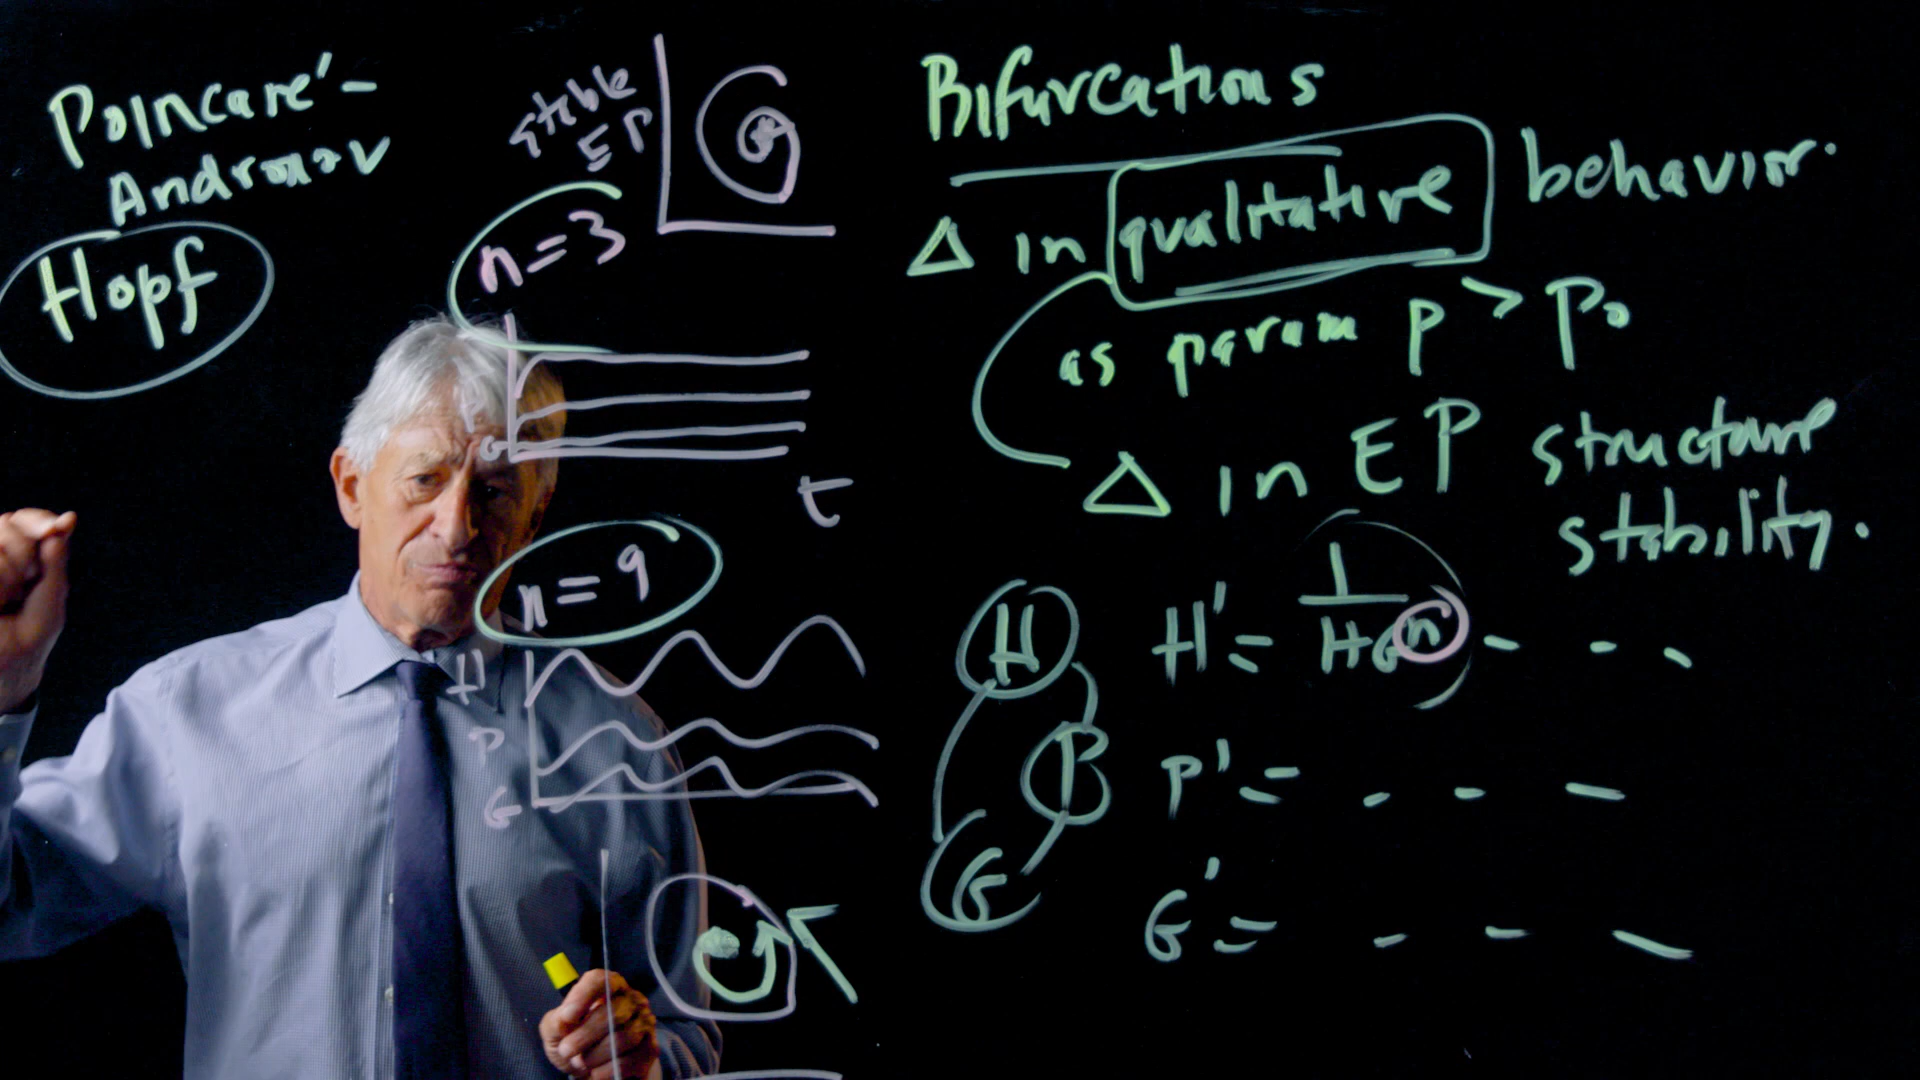 Poincaré-
Andronov
Hopf
stable
EP
n=3
G
t
n=9
H
P
G
Bifurcations
Δ in qualitative behavior.
as param p > p₀
Δ in EP structure
stability.
H H' = 1/1+Gⁿ - - -
P P' = - - -
G G' = - - -